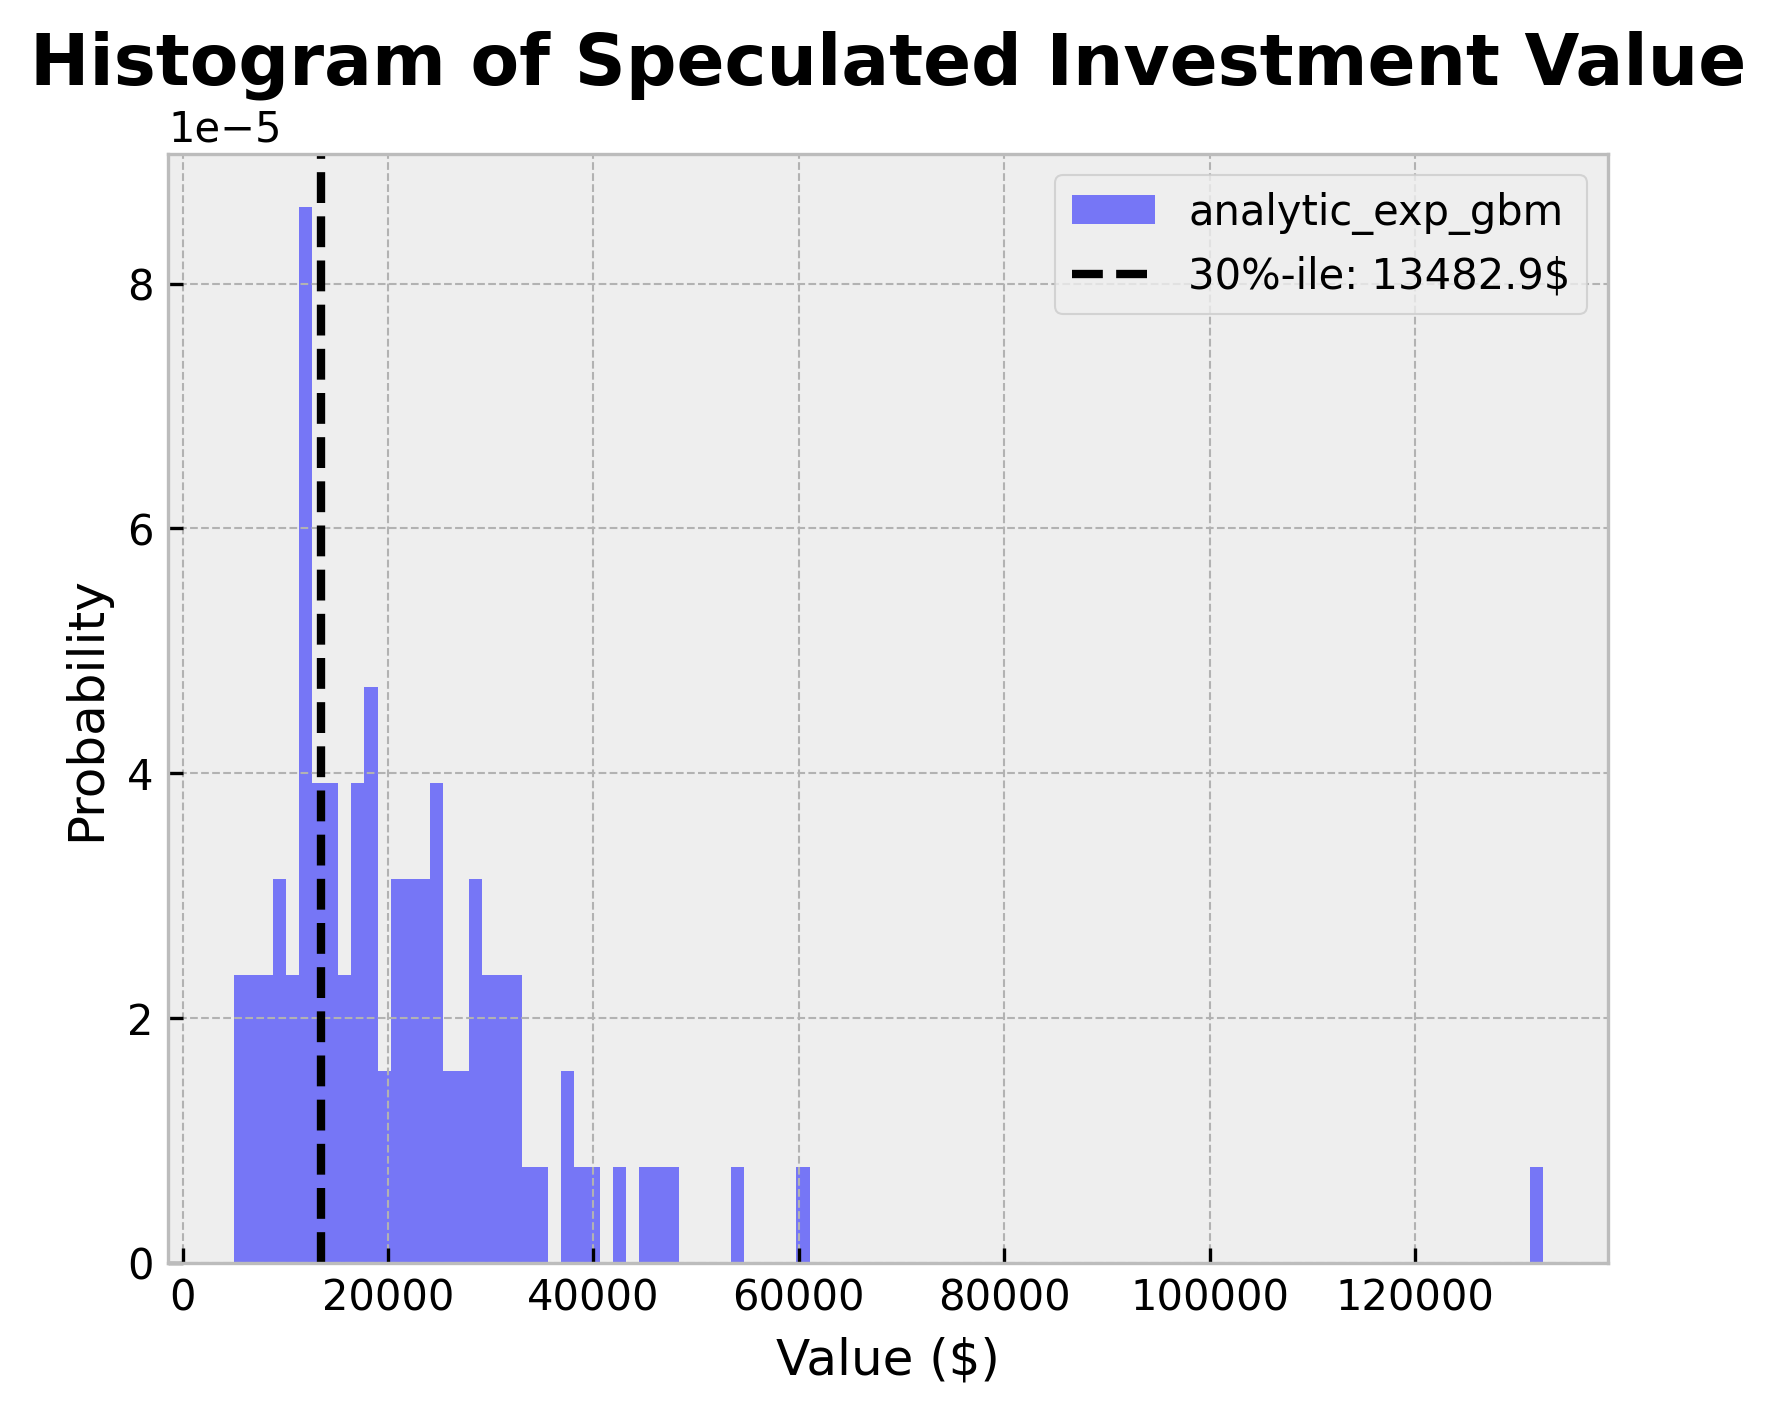 Histogram of Speculated Investment Value
1e−5
analytic_exp_gbm
30%-ile: 13482.9$
8
6
4
2
0
Probability
0 20000 40000 60000 80000 100000 120000
Value ($)